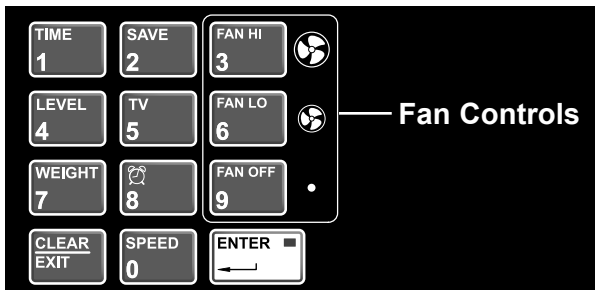 TIME
1
SAVE
2
FAN HI
3
LEVEL
4
TV
5
FAN LO
6
Fan Controls
WEIGHT
7
8
FAN OFF
9
CLEAR
EXIT
SPEED
0
ENTER